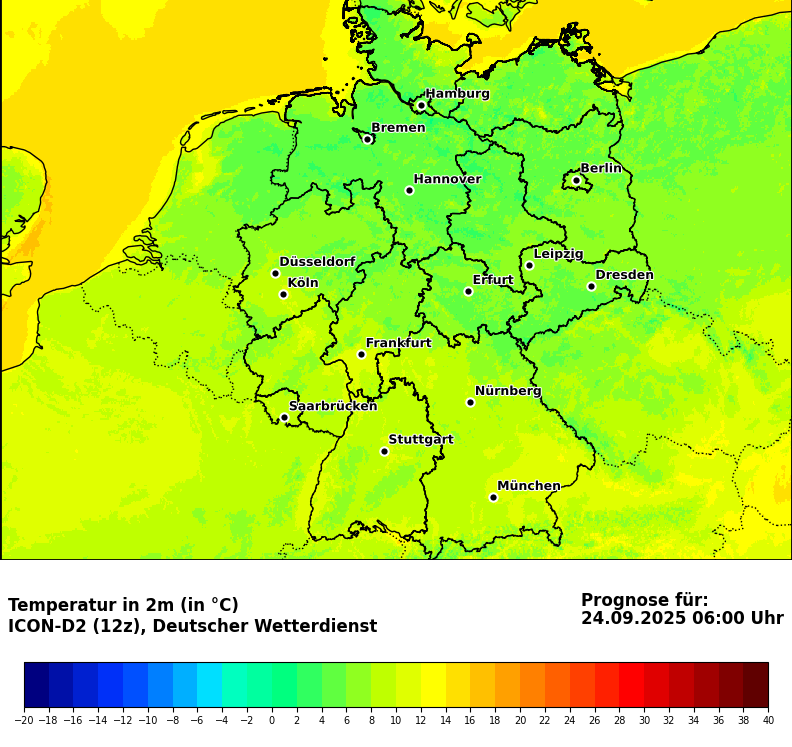 Hamburg
Bremen
Berlin
Hannover
Leipzig
Düsseldorf
Dresden
Köln
Erfurt
Frankfurt
Nürnberg
Saarbrücken
Stuttgart
München
Temperatur in 2m (in °C)
ICON-D2 (12z), Deutscher Wetterdienst
Prognose für:
24.09.2025 06:00 Uhr
−20 −18 −16 −14 −12 −10 −8 −6 −4 −2 0 2 4 6 8 10 12 14 16 18 20 22 24 26 28 30 32 34 36 38 40